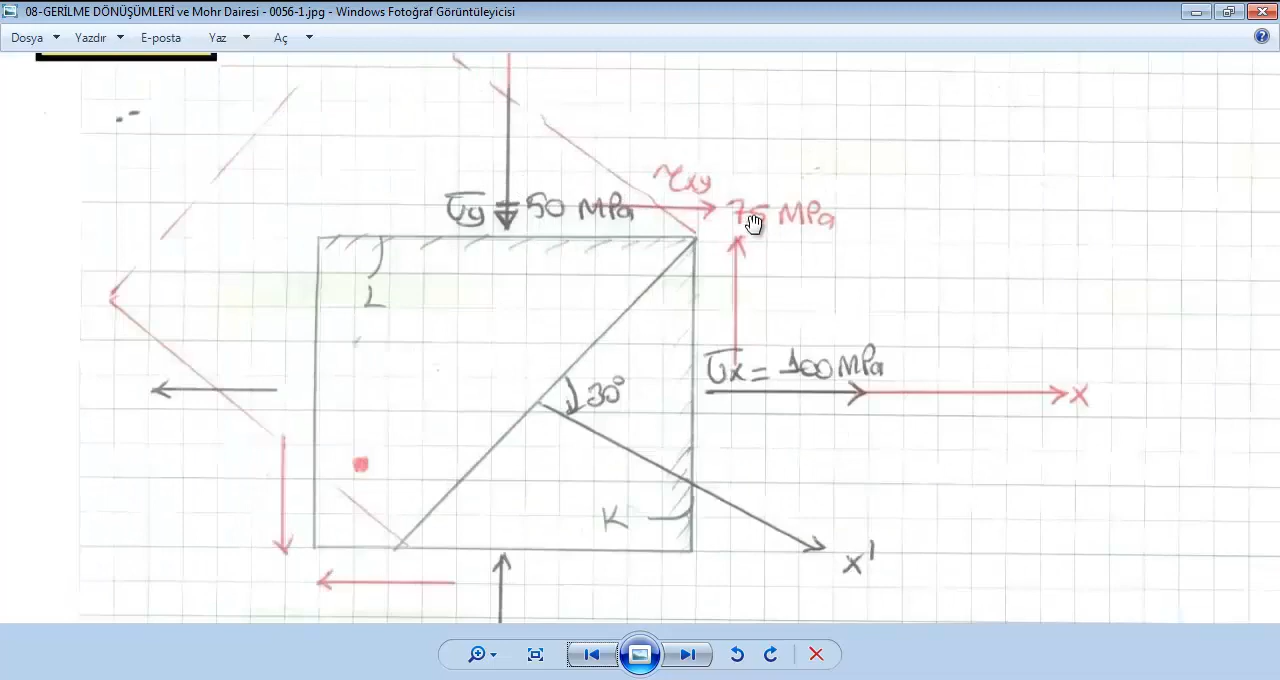 08-GERİLME DÖNÜŞÜMLERİ ve Mohr Dairesi - 0056-1.jpg - Windows Fotoğraf Görüntüleyicisi
Dosya Yazdır E-posta Yaz Aç
τxy
σy = 50 MPa
75 MPa
L
σx = 100 MPa
30°
x
K
x'